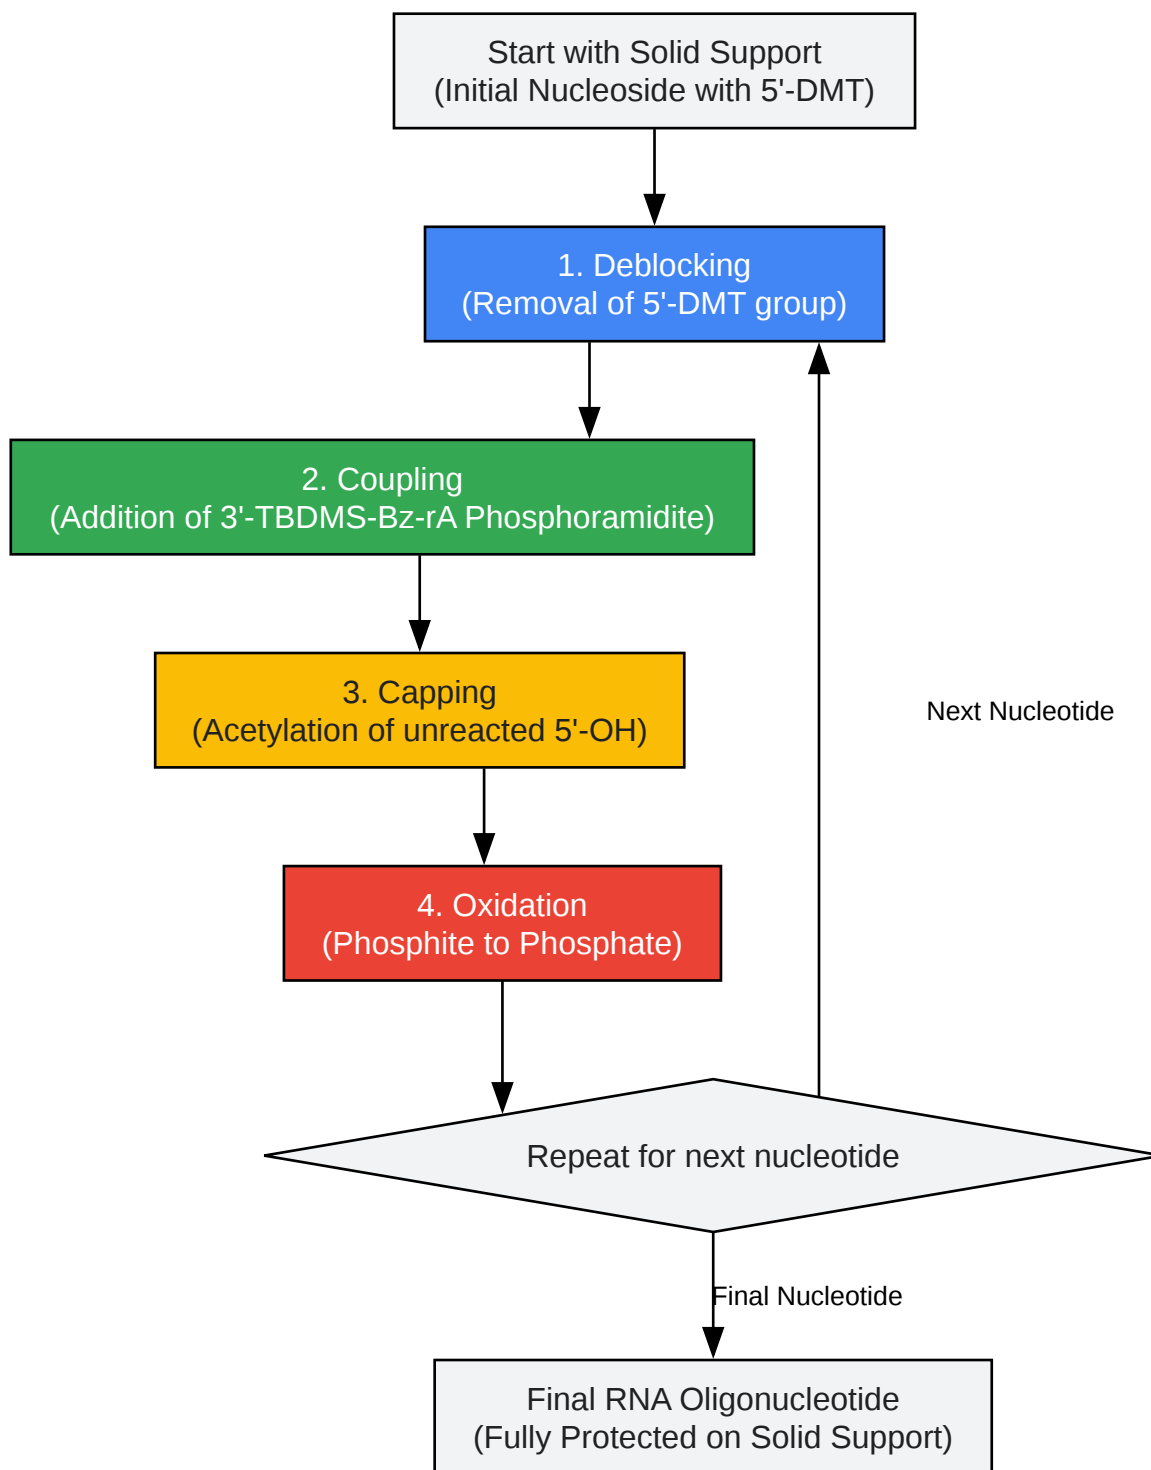 Start with Solid Support
(Initial Nucleoside with 5'-DMT)
1. Deblocking
(Removal of 5'-DMT group)
2. Coupling
(Addition of 3'-TBDMS-Bz-rA Phosphoramidite)
3. Capping
(Acetylation of unreacted 5'-OH)
Next Nucleotide
4. Oxidation
(Phosphite to Phosphate)
Repeat for next nucleotide
Final Nucleotide
Final RNA Oligonucleotide
(Fully Protected on Solid Support)